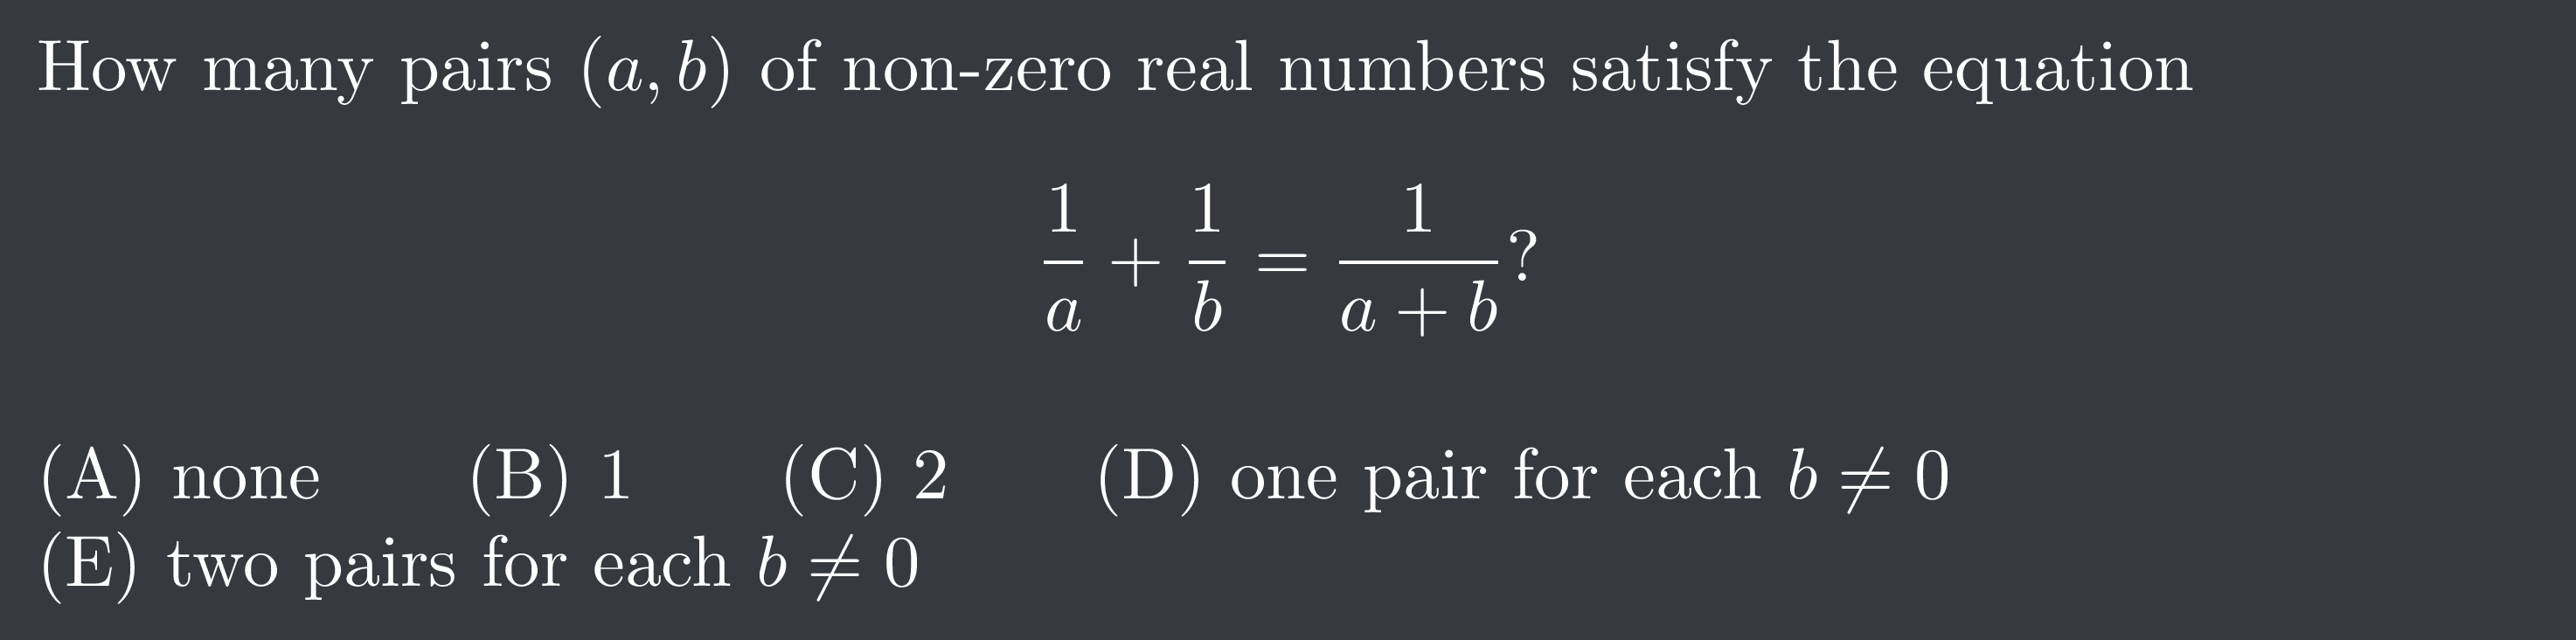 How many pairs (a, b) of non-zero real numbers satisfy the equation
1/a + 1/b = 1/(a + b)?
(A) none (B) 1 (C) 2 (D) one pair for each b ≠ 0
(E) two pairs for each b ≠ 0